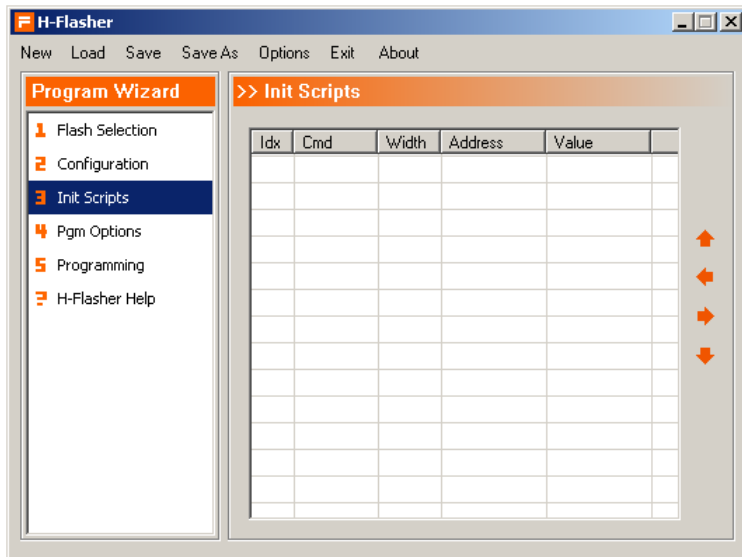 H-Flasher
New Load Save Save As Options Exit About
Program Wizard
1 Flash Selection
2 Configuration
3 Init Scripts
4 Pgm Options
5 Programming
? H-Flasher Help
>> Init Scripts
Idx Cmd Width Address Value